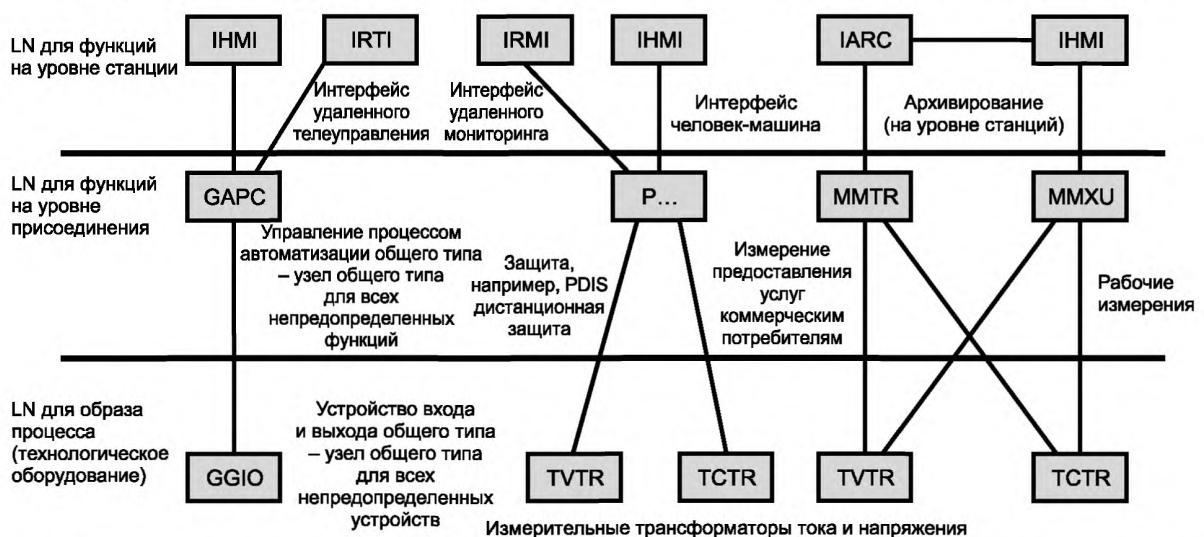 LN для функций
на уровне станции
IHMI
IRTI
IRMI
IHMI
IARC
IHMI
Интерфейс
удаленного
телеуправления
Интерфейс
удаленного
мониторинга
Интерфейс
человек-машина
Архивирование
(на уровне станций)
LN для функций
на уровне
присоединения
GAPC
P...
MMTR
MMXU
Управление процессом
автоматизации общего типа
– узел общего типа
для всех
непредопределенных
функций
Защита,
например, PDIS
дистанционная
защита
Измерение
предоставления
услуг
коммерческим
потребителям
Рабочие
измерения
LN для образа
процесса
(технологическое
оборудование)
GGIO
Устройство входа
и выхода общего типа
– узел общего типа
для всех
непредопределенных
устройств
TVTR
TCTR
TVTR
TCTR
Измерительные трансформаторы тока и напряжения